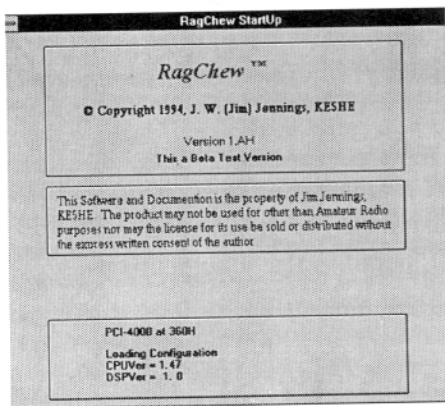 RagChew StartUp
RagChew ™
© Copyright 1994, J. W. (Jim) Jennings, KE5HE
Version 1.AH
This a Beta Test Version
This Software and Documention is the property of Jim Jennings,
KE5HE. The product may not be used for other than Amateur Radio
purposes nor may the license for its use be sold or distributed without
the express written consent of the author
PCI-4000 at 360H
Loading Configuration
CPUVer = 1.47
DSPVer = 1. 0